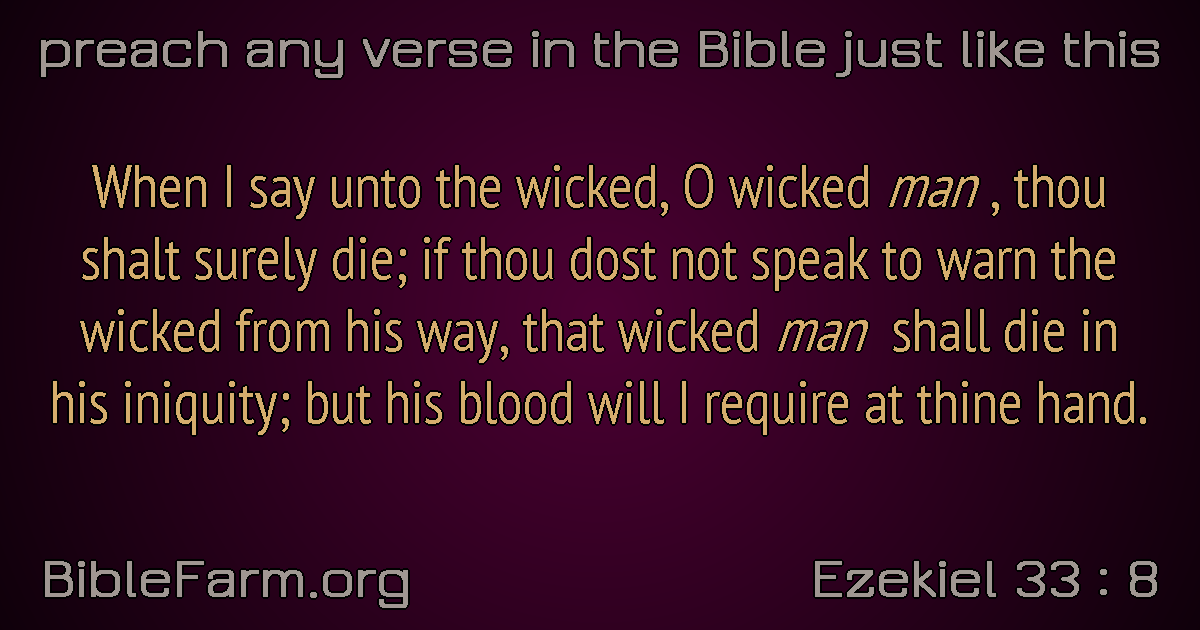 preach any verse in the Bible just like this
When I say unto the wicked, O wicked man , thou
shalt surely die; if thou dost not speak to warn the
wicked from his way, that wicked man shall die in
his iniquity; but his blood will I require at thine hand.
BibleFarm.org
Ezekiel 33 : 8